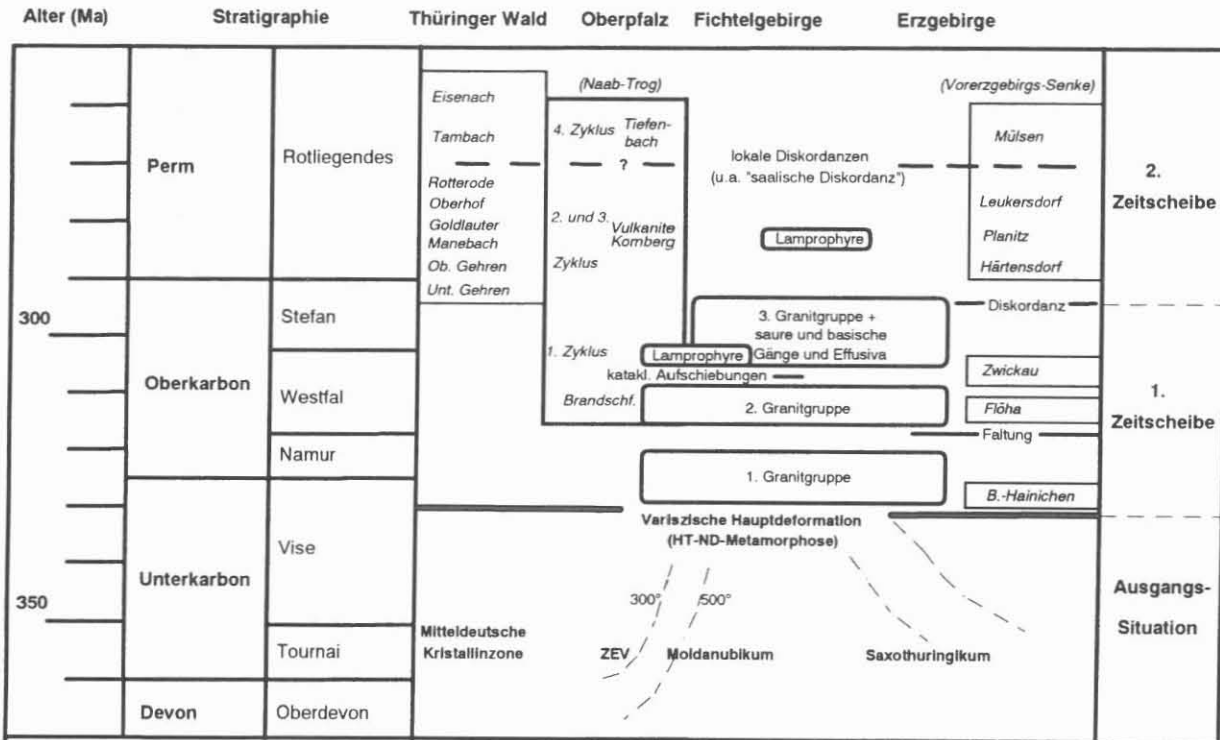 Alter (Ma) Stratigraphie Thüringer Wald Oberpfalz Fichtelgebirge Erzgebirge
(Naab-Trog) (Vorerzgebirgs-Senke)
Eisenach
4. Zyklus Tiefen-
bach
Tambach
Mülsen
Perm
Rotliegendes
?
lokale Diskordanzen
(u.a. "saalische Diskordanz")
2.
Zeitscheibe
Rotterode
Oberhof
Goldlauter
Manebach
Ob. Gehren
Unt. Gehren
2. und 3.
Vulkanite
Kornberg
Zyklus
Lamprophyre
Leukersdorf
Planitz
Härtensdorf
300
Stefan
3. Granitgruppe +
saure und basische
Gänge und Effusiva
Diskordanz
1. Zyklus
Lamprophyre
katakl. Aufschiebungen
Zwickau
Oberkarbon
Westfal
Brandschf.
2. Granitgruppe
Flöha
1.
Zeitscheibe
Faltung
Namur
1. Granitgruppe
B.-Hainichen
Variszische Hauptdeformation
(HT-ND-Metamorphose)
Vise
Unterkarbon
350
300° 500°
Ausgangs-
Situation
Mitteldeutsche
Kristallinzone
ZEV
Moldanubikum
Saxothuringikum
Tournai
Devon
Oberdevon